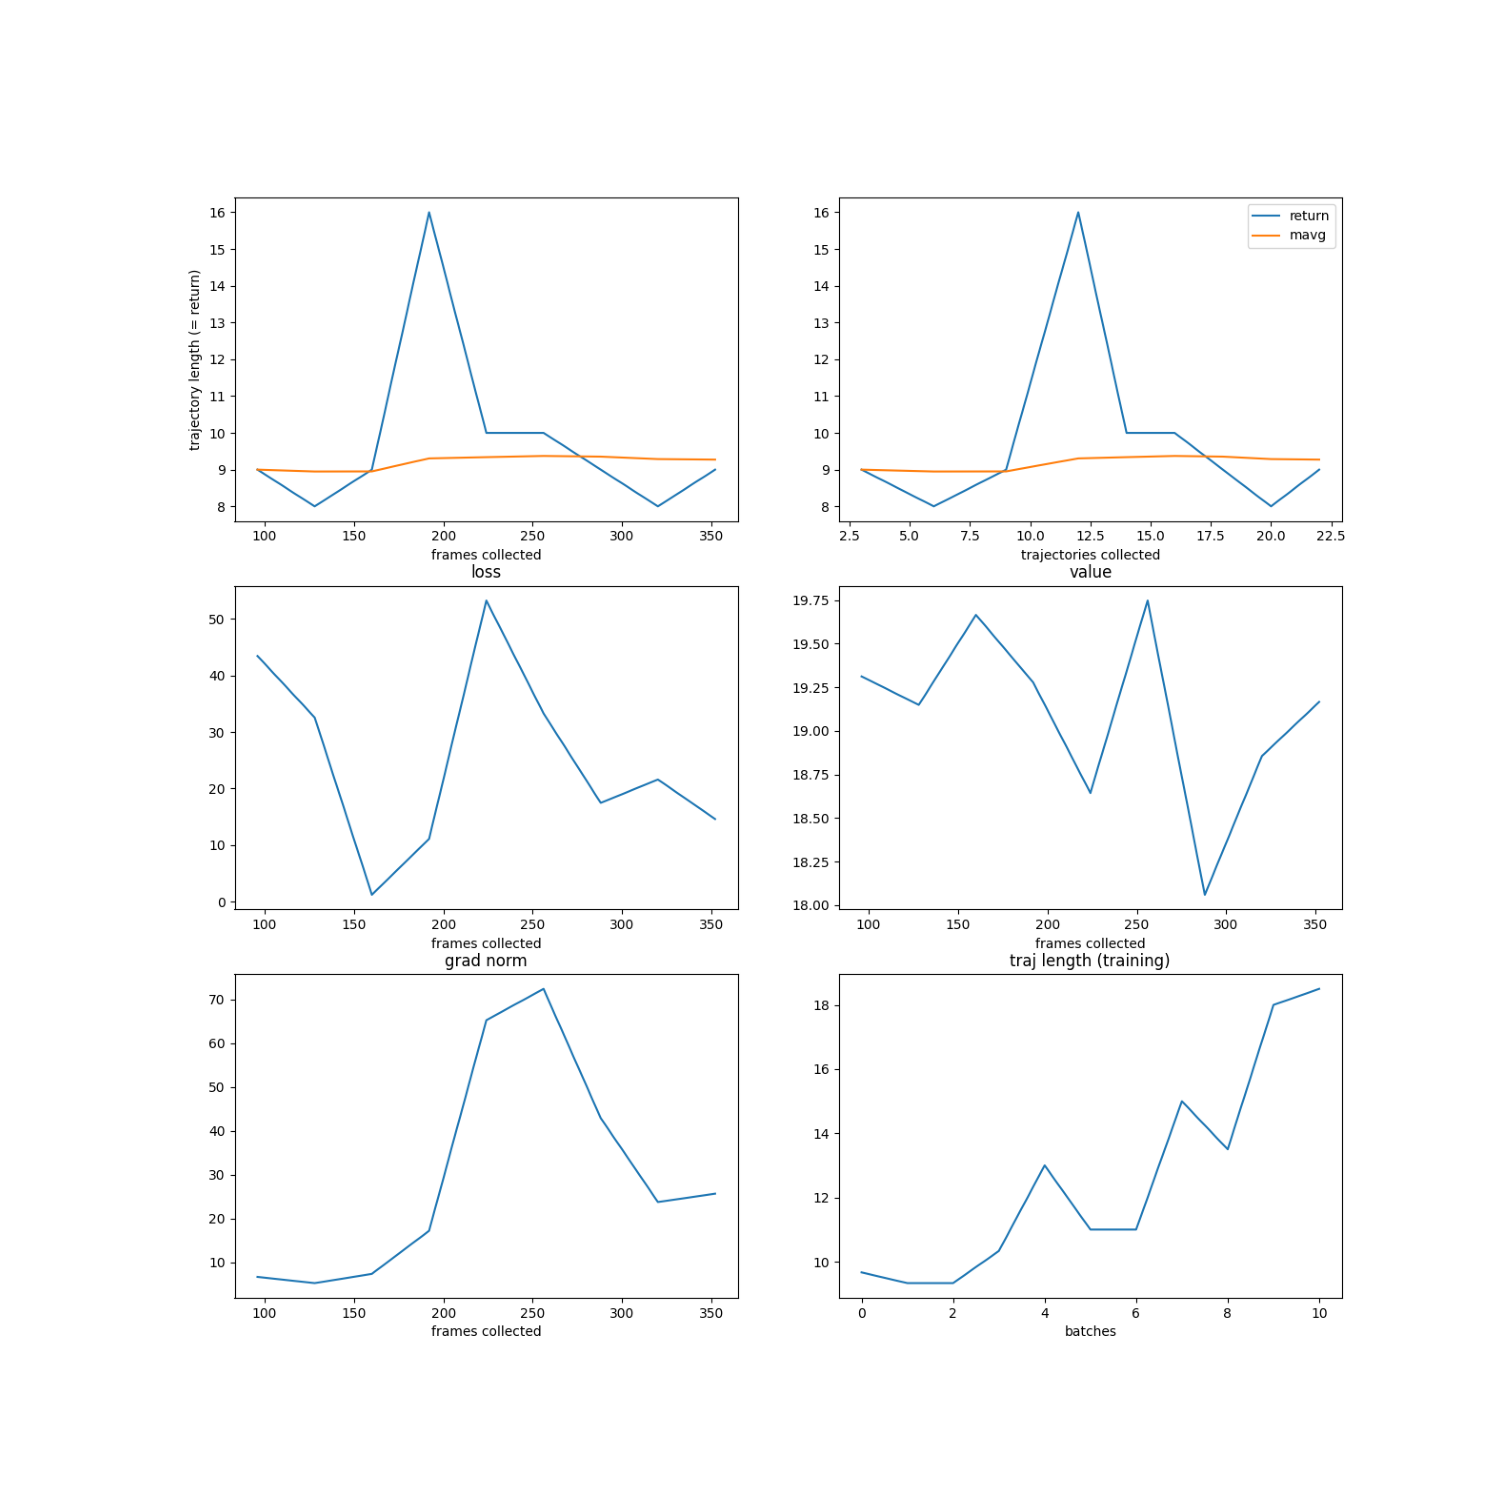 16
15
14
13
12
11
10
9
8
trajectory length (= return)
100 150 200 250 300 350
frames collected
16
15
14
13
12
11
10
9
8
return
mavg
2.5 5.0 7.5 10.0 12.5 15.0 17.5 20.0 22.5
trajectories collected
loss
50
40
30
20
10
0
100 150 200 250 300 350
frames collected
value
19.75
19.50
19.25
19.00
18.75
18.50
18.25
18.00
100 150 200 250 300 350
frames collected
grad norm
70
60
50
40
30
20
10
100 150 200 250 300 350
frames collected
traj length (training)
18
16
14
12
10
0 2 4 6 8 10
batches